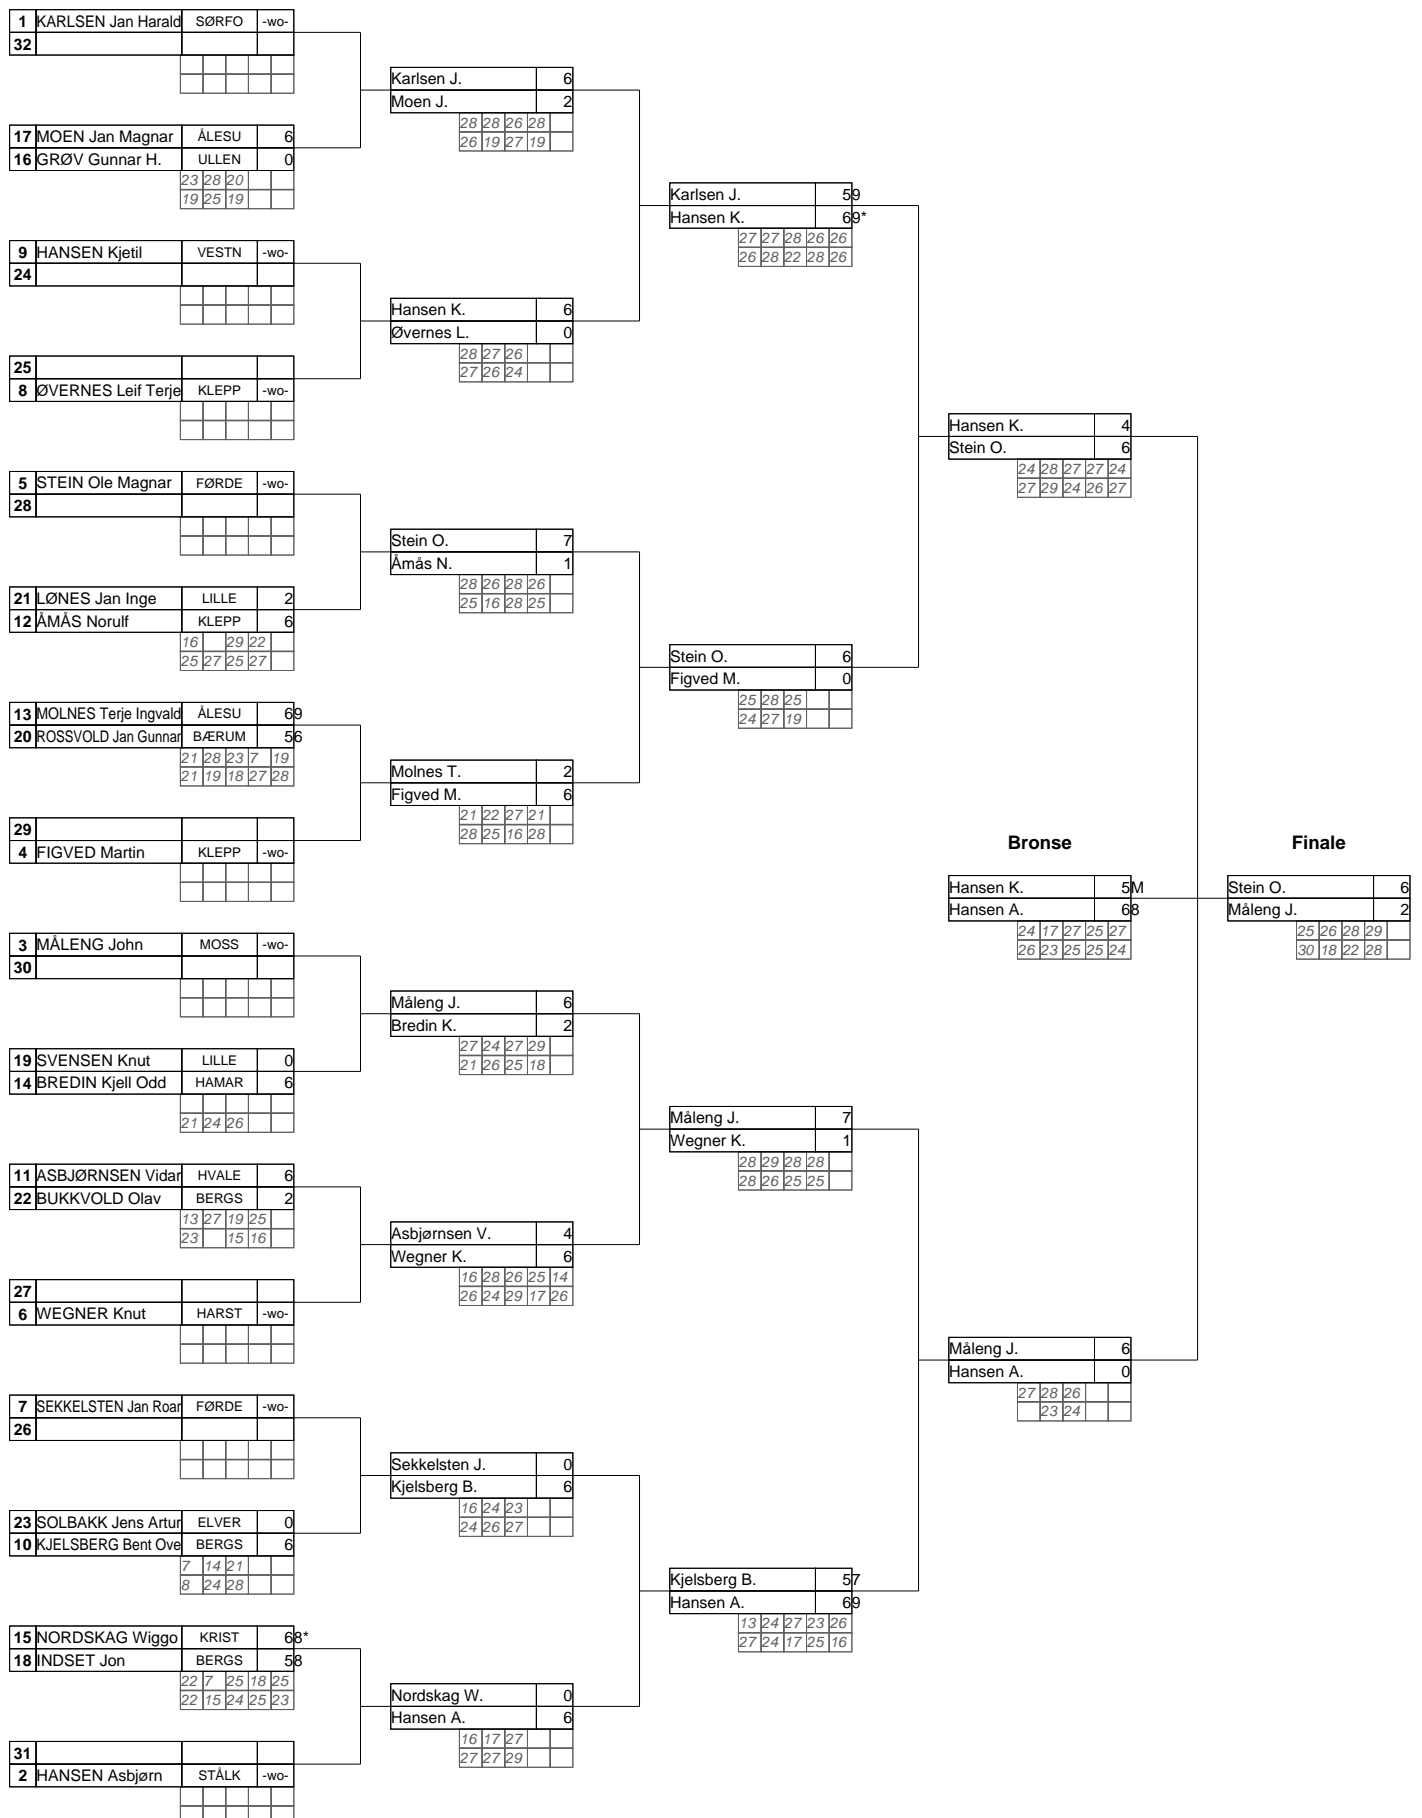 1 KARLSEN Jan Harald SØRFO -wo-
32
17 MOEN Jan Magnar ÅLESU 6
16 GRØV Gunnar H. ULLEN 0
23 28 20
19 25 19
9 HANSEN Kjetil VESTN -wo-
24
25
8 ØVERNES Leif Terje KLEPP -wo-
5 STEIN Ole Magnar FØRDE -wo-
28
21 LØNES Jan Inge LILLE 2
12 ÅMÅS Norulf KLEPP 6
16 29 22
25 27 25 27
13 MOLNES Terje Ingvald ÅLESU 69
20 ROSSVOLD Jan Gunnar BÆRUM 56
21 28 23 7 19
21 19 18 27 28
29
4 FIGVED Martin KLEPP -wo-
3 MÅLENG John MOSS -wo-
30
19 SVENSEN Knut LILLE 0
14 BREDIN Kjell Odd HAMAR 6
21 24 26
11 ASBJØRNSEN Vidar HVALE 6
22 BUKKVOLD Olav BERGS 2
13 27 19 25
23 15 16
27
6 WEGNER Knut HARST -wo-
7 SEKKELSTEN Jan Roar FØRDE -wo-
26
23 SOLBAKK Jens Artur ELVER 0
10 KJELSBERG Bent Ove BERGS 6
7 14 21
8 24 28
15 NORDSKAG Wiggo KRIST 68*
18 INDSET Jon BERGS 58
22 7 25 18 25
22 15 24 25 23
31
2 HANSEN Asbjørn STÅLK -wo-
Karlsen J. 6
Moen J. 2
28 28 26 28
26 19 27 19
Hansen K. 6
Øvernes L. 0
28 27 26
27 26 24
Stein O. 7
Åmås N. 1
28 26 28 26
25 16 28 25
Molnes T. 2
Figved M. 6
21 22 27 21
28 25 16 28
Måleng J. 6
Bredin K. 2
27 24 27 29
21 26 25 18
Asbjørnsen V. 4
Wegner K. 6
16 28 26 25 14
26 24 29 17 26
Sekkelsten J. 0
Kjelsberg B. 6
16 24 23
24 26 27
Nordskag W. 0
Hansen A. 6
16 17 27
27 27 29
Karlsen J. 59
Hansen K. 69*
27 27 28 26 26
26 28 22 28 26
Stein O. 6
Figved M. 0
25 28 25
24 27 19
Måleng J. 7
Wegner K. 1
28 29 28 28
28 26 25 25
Kjelsberg B. 57
Hansen A. 69
13 24 27 23 26
27 24 17 25 16
Hansen K. 4
Stein O. 6
24 28 27 27 24
27 29 24 26 27
Måleng J. 6
Hansen A. 0
27 28 26
23 24
Bronse
Hansen K. 5M
Hansen A. 68
24 17 27 25 27
26 23 25 25 24
Finale
Stein O. 6
Måleng J. 2
25 26 28 29
30 18 22 28